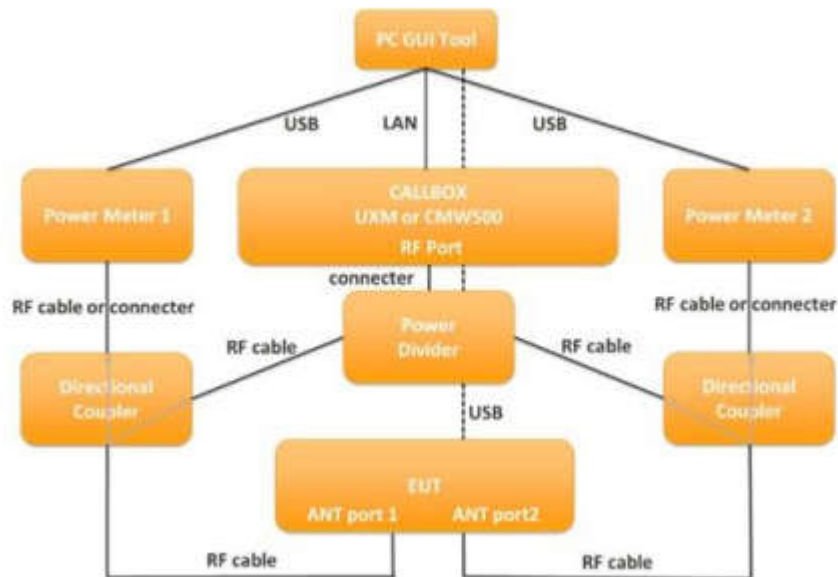 PC GUI Tool
USB
LAN
USB
Power Meter 1
CALLBOX
UXM or CMW500
RF Port
Power Meter 2
connecter
RF cable or connecter
RF cable or connecter
Power
Divider
RF cable
RF cable
Directional
Coupler
Directional
Coupler
USB
EUT
ANT port 1
ANT port2
RF cable
RF cable